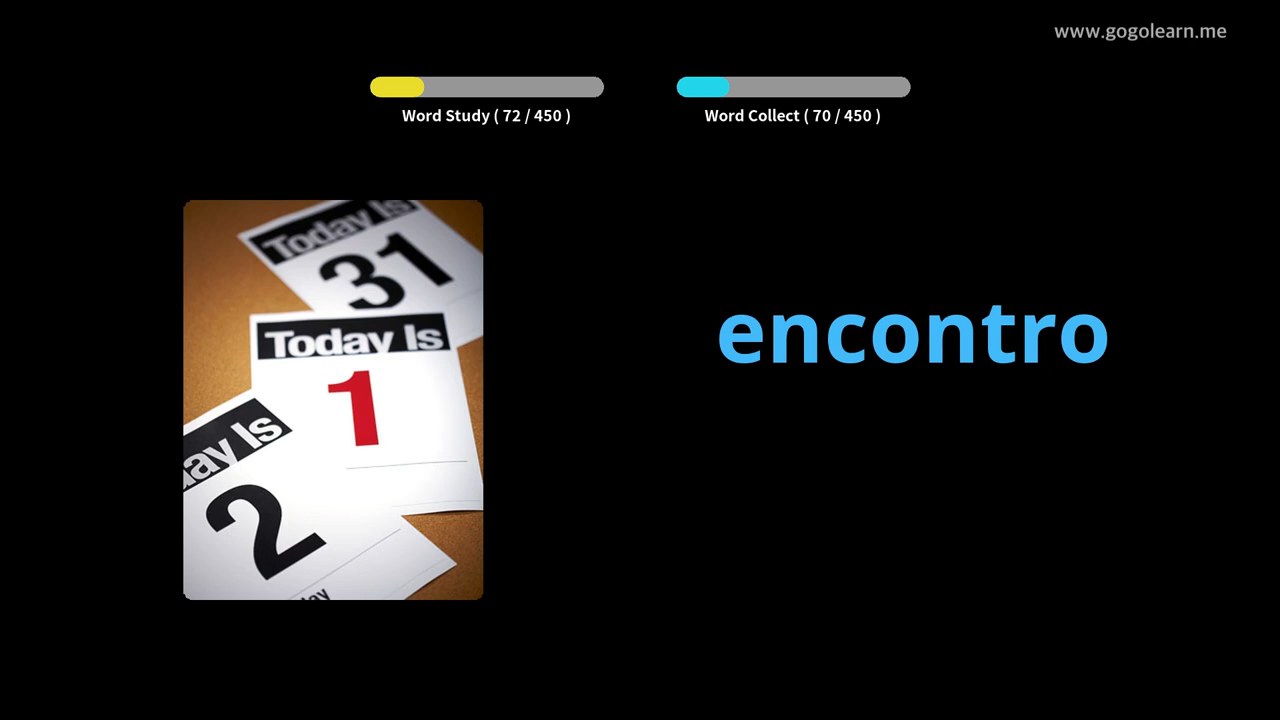 www.gogolearn.me
Word Study ( 72 / 450 )
Word Collect ( 70 / 450 )
Today Is
31
Today Is
1
encontro
ay Is
2
ay